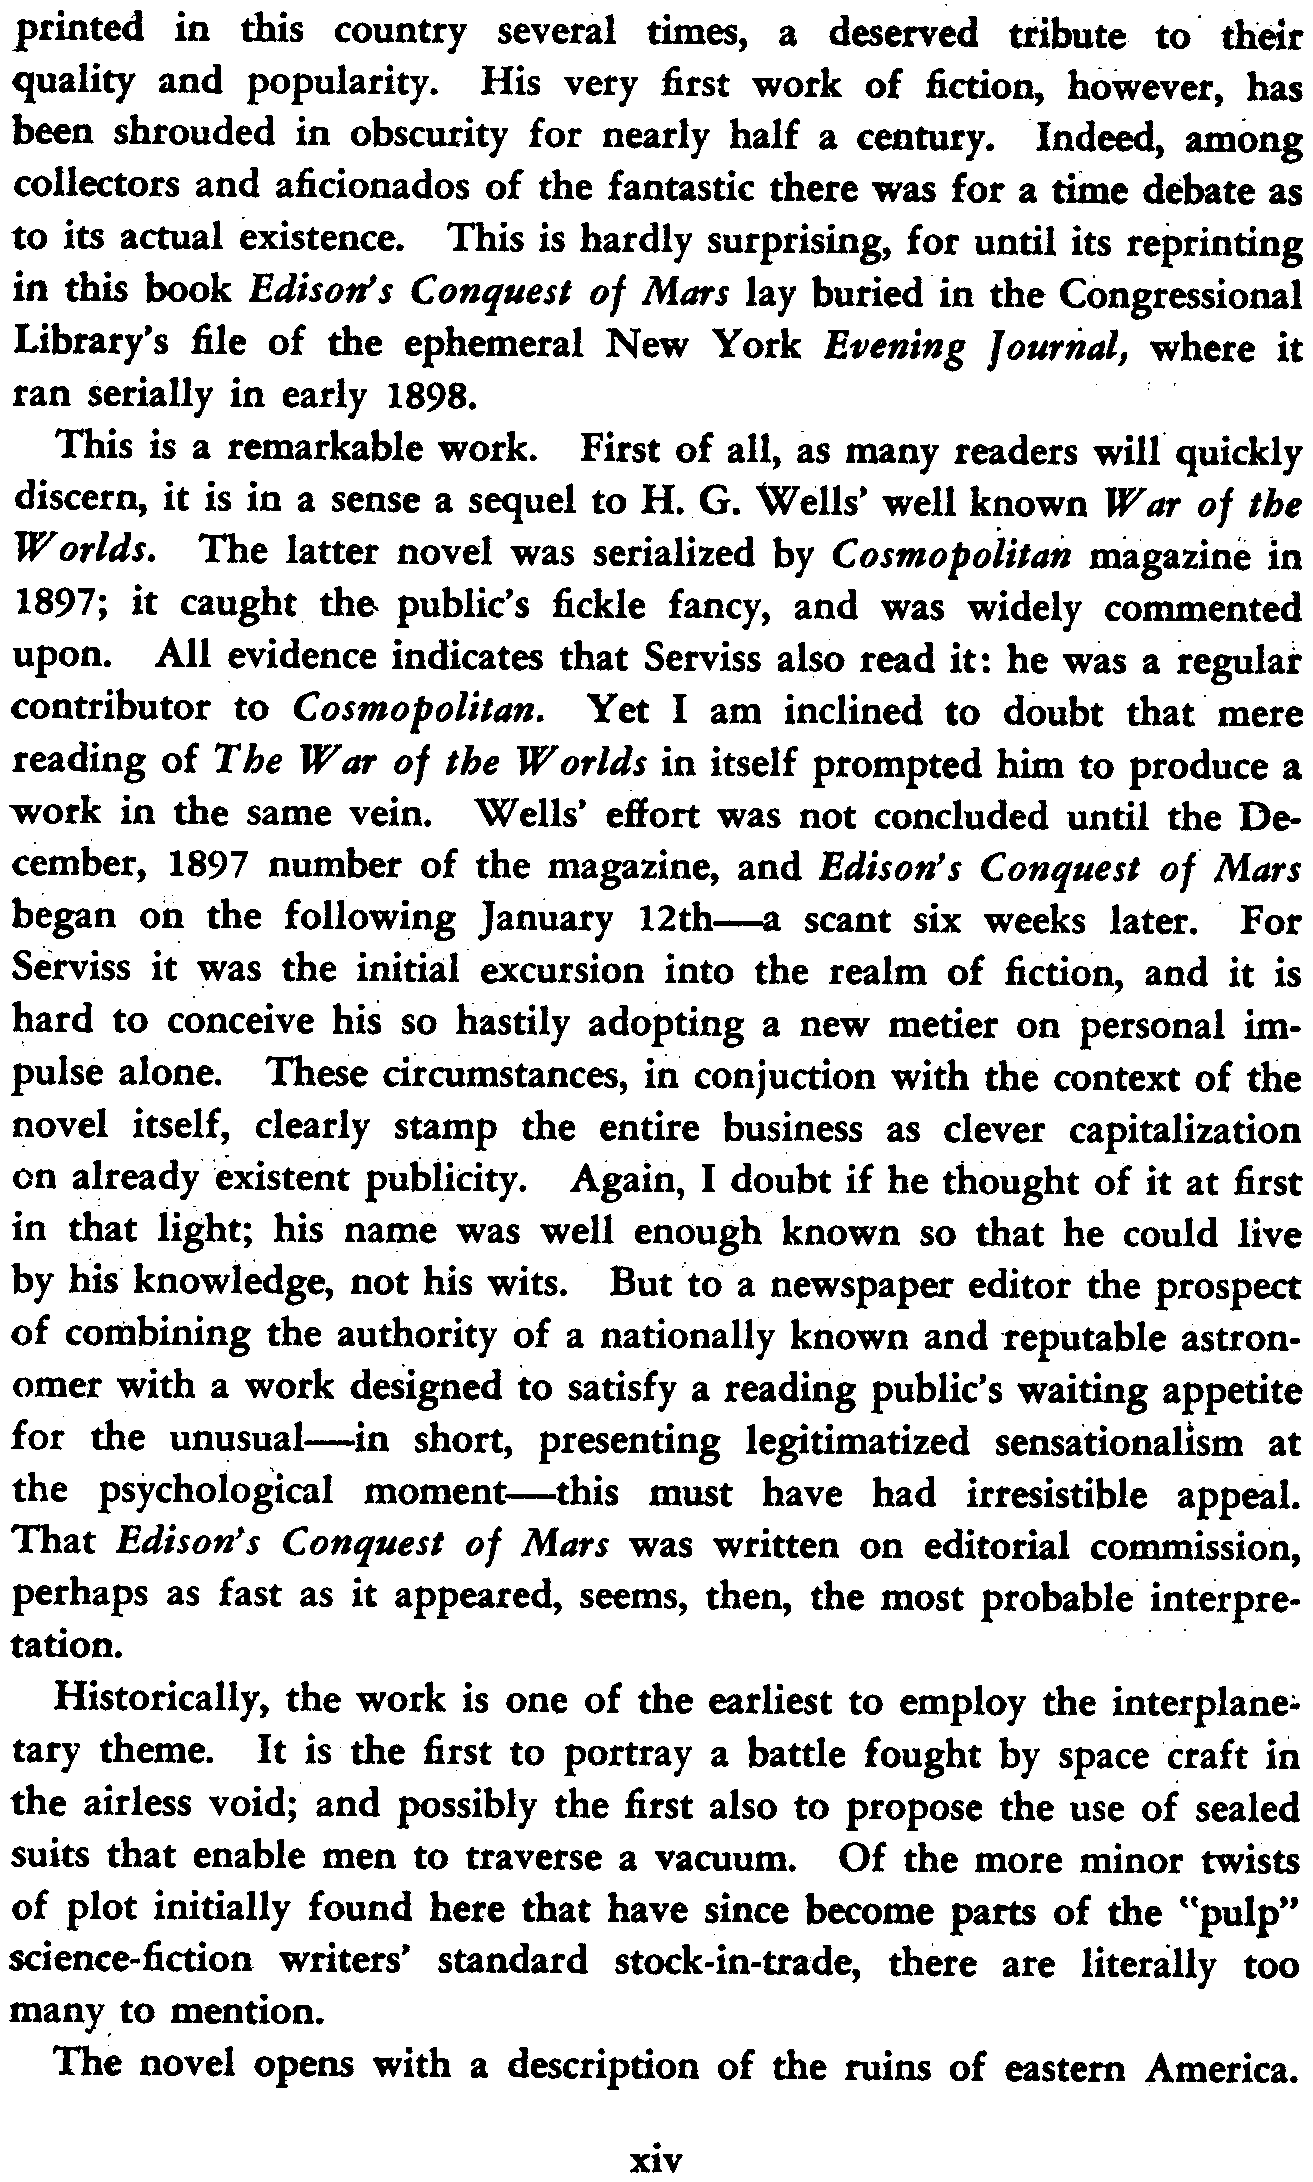 printed in this country several times, a deserved tribute to their
quality and popularity. His very first work of fiction, however, has
been shrouded in obscurity for nearly half a century. Indeed, among
collectors and aficionados of the fantastic there was for a time debate as
to its actual existence. This is hardly surprising, for until its reprinting
in this book Edison's Conquest of Mars lay buried in the Congressional
Library's file of the ephemeral New York Evening Journal, where it
ran serially in early 1898.
This is a remarkable work. First of all, as many readers will quickly
discern, it is in a sense a sequel to H. G. Wells' well known War of the
Worlds. The latter novel was serialized by Cosmopolitan magazine in
1897; it caught the public's fickle fancy, and was widely commented
upon. All evidence indicates that Serviss also read it: he was a regular
contributor to Cosmopolitan. Yet I am inclined to doubt that mere
reading of The War of the Worlds in itself prompted him to produce a
work in the same vein. Wells' effort was not concluded until the De-
cember, 1897 number of the magazine, and Edison's Conquest of Mars
began on the following January 12th—a scant six weeks later. For
Serviss it was the initial excursion into the realm of fiction, and it is
hard to conceive his so hastily adopting a new metier on personal im-
pulse alone. These circumstances, in conjuction with the context of the
novel itself, clearly stamp the entire business as clever capitalization
on already existent publicity. Again, I doubt if he thought of it at first
in that light; his name was well enough known so that he could live
by his knowledge, not his wits. But to a newspaper editor the prospect
of combining the authority of a nationally known and reputable astron-
omer with a work designed to satisfy a reading public's waiting appetite
for the unusual—in short, presenting legitimatized sensationalism at
the psychological moment—this must have had irresistible appeal.
That Edison's Conquest of Mars was written on editorial commission,
perhaps as fast as it appeared, seems, then, the most probable interpre-
tation.
Historically, the work is one of the earliest to employ the interplane-
tary theme. It is the first to portray a battle fought by space craft in
the airless void; and possibly the first also to propose the use of sealed
suits that enable men to traverse a vacuum. Of the more minor twists
of plot initially found here that have since become parts of the "pulp"
science-fiction writers' standard stock-in-trade, there are literally too
many to mention.
The novel opens with a description of the ruins of eastern America.
xiv